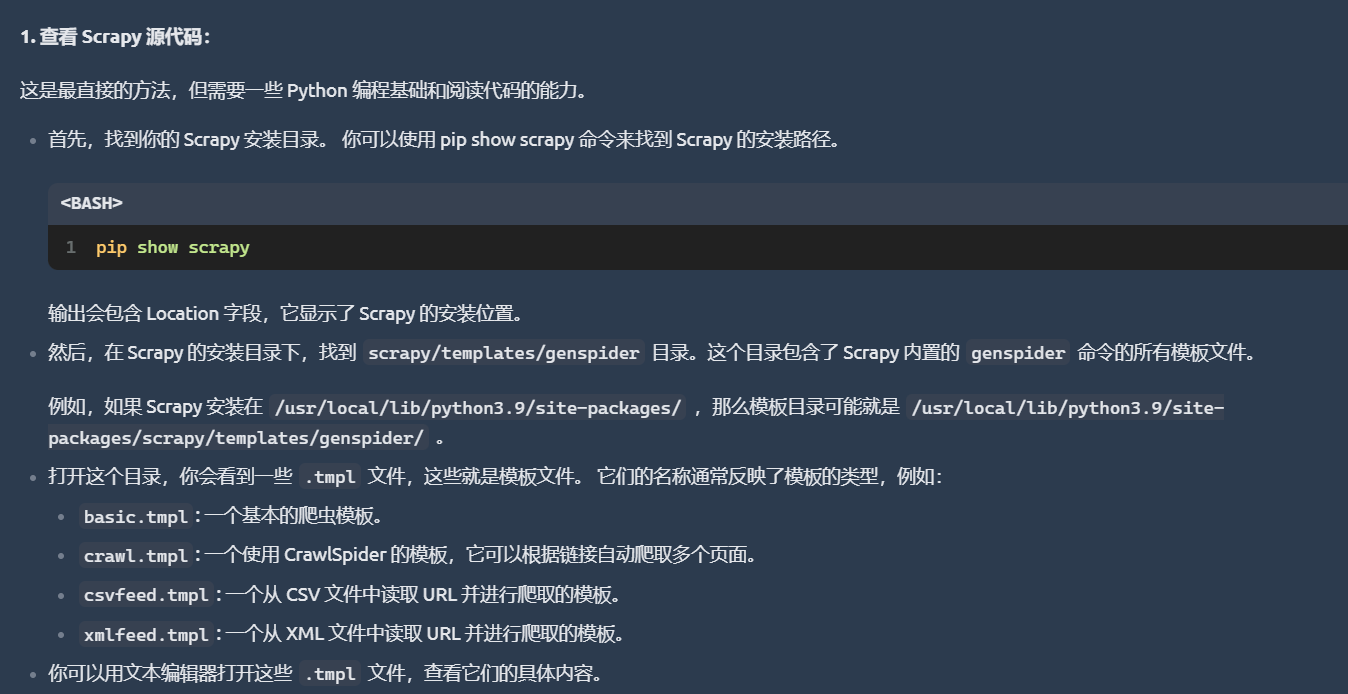 1. 查看 Scrapy 源代码：
这是最直接的方法，但需要一些 Python 编程基础和阅读代码的能力。
首先，找到你的 Scrapy 安装目录。 你可以使用 pip show scrapy 命令来找到 Scrapy 的安装路径。
<BASH>
1 pip show scrapy
输出会包含 Location 字段，它显示了 Scrapy 的安装位置。
然后，在 Scrapy 的安装目录下，找到 scrapy/templates/genspider 目录。这个目录包含了 Scrapy 内置的 genspider 命令的所有模板文件。
例如，如果 Scrapy 安装在 /usr/local/lib/python3.9/site-packages/ ，那么模板目录可能就是 /usr/local/lib/python3.9/site-
packages/scrapy/templates/genspider/ 。
打开这个目录，你会看到一些 .tmpl 文件，这些就是模板文件。 它们的名称通常反映了模板的类型，例如：
basic.tmpl：一个基本的爬虫模板。
crawl.tmpl：一个使用 CrawlSpider 的模板，它可以根据链接自动爬取多个页面。
csvfeed.tmpl：一个从 CSV 文件中读取 URL 并进行爬取的模板。
xmlfeed.tmpl：一个从 XML 文件中读取 URL 并进行爬取的模板。
你可以用文本编辑器打开这些 .tmpl 文件，查看它们的具体内容。